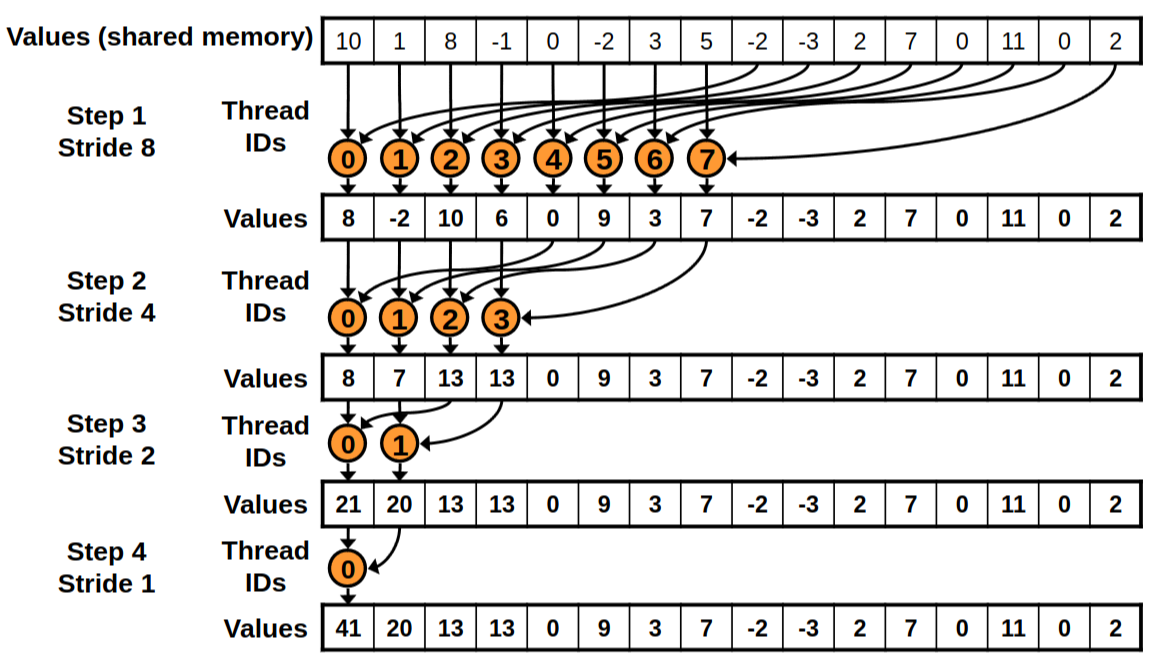 Values (shared memory) 10 1 8 -1 0 -2 3 5 -2 -3 2 7 0 11 0 2
Step 1 Thread
Stride 8 IDs
0 1 2 3 4 5 6 7
Values 8 -2 10 6 0 9 3 7 -2 -3 2 7 0 11 0 2
Step 2 Thread
Stride 4 IDs
0 1 2 3
Values 8 7 13 13 0 9 3 7 -2 -3 2 7 0 11 0 2
Step 3 Thread
Stride 2 IDs
0 1
Values 21 20 13 13 0 9 3 7 -2 -3 2 7 0 11 0 2
Step 4 Thread
Stride 1 IDs
0
Values 41 20 13 13 0 9 3 7 -2 -3 2 7 0 11 0 2